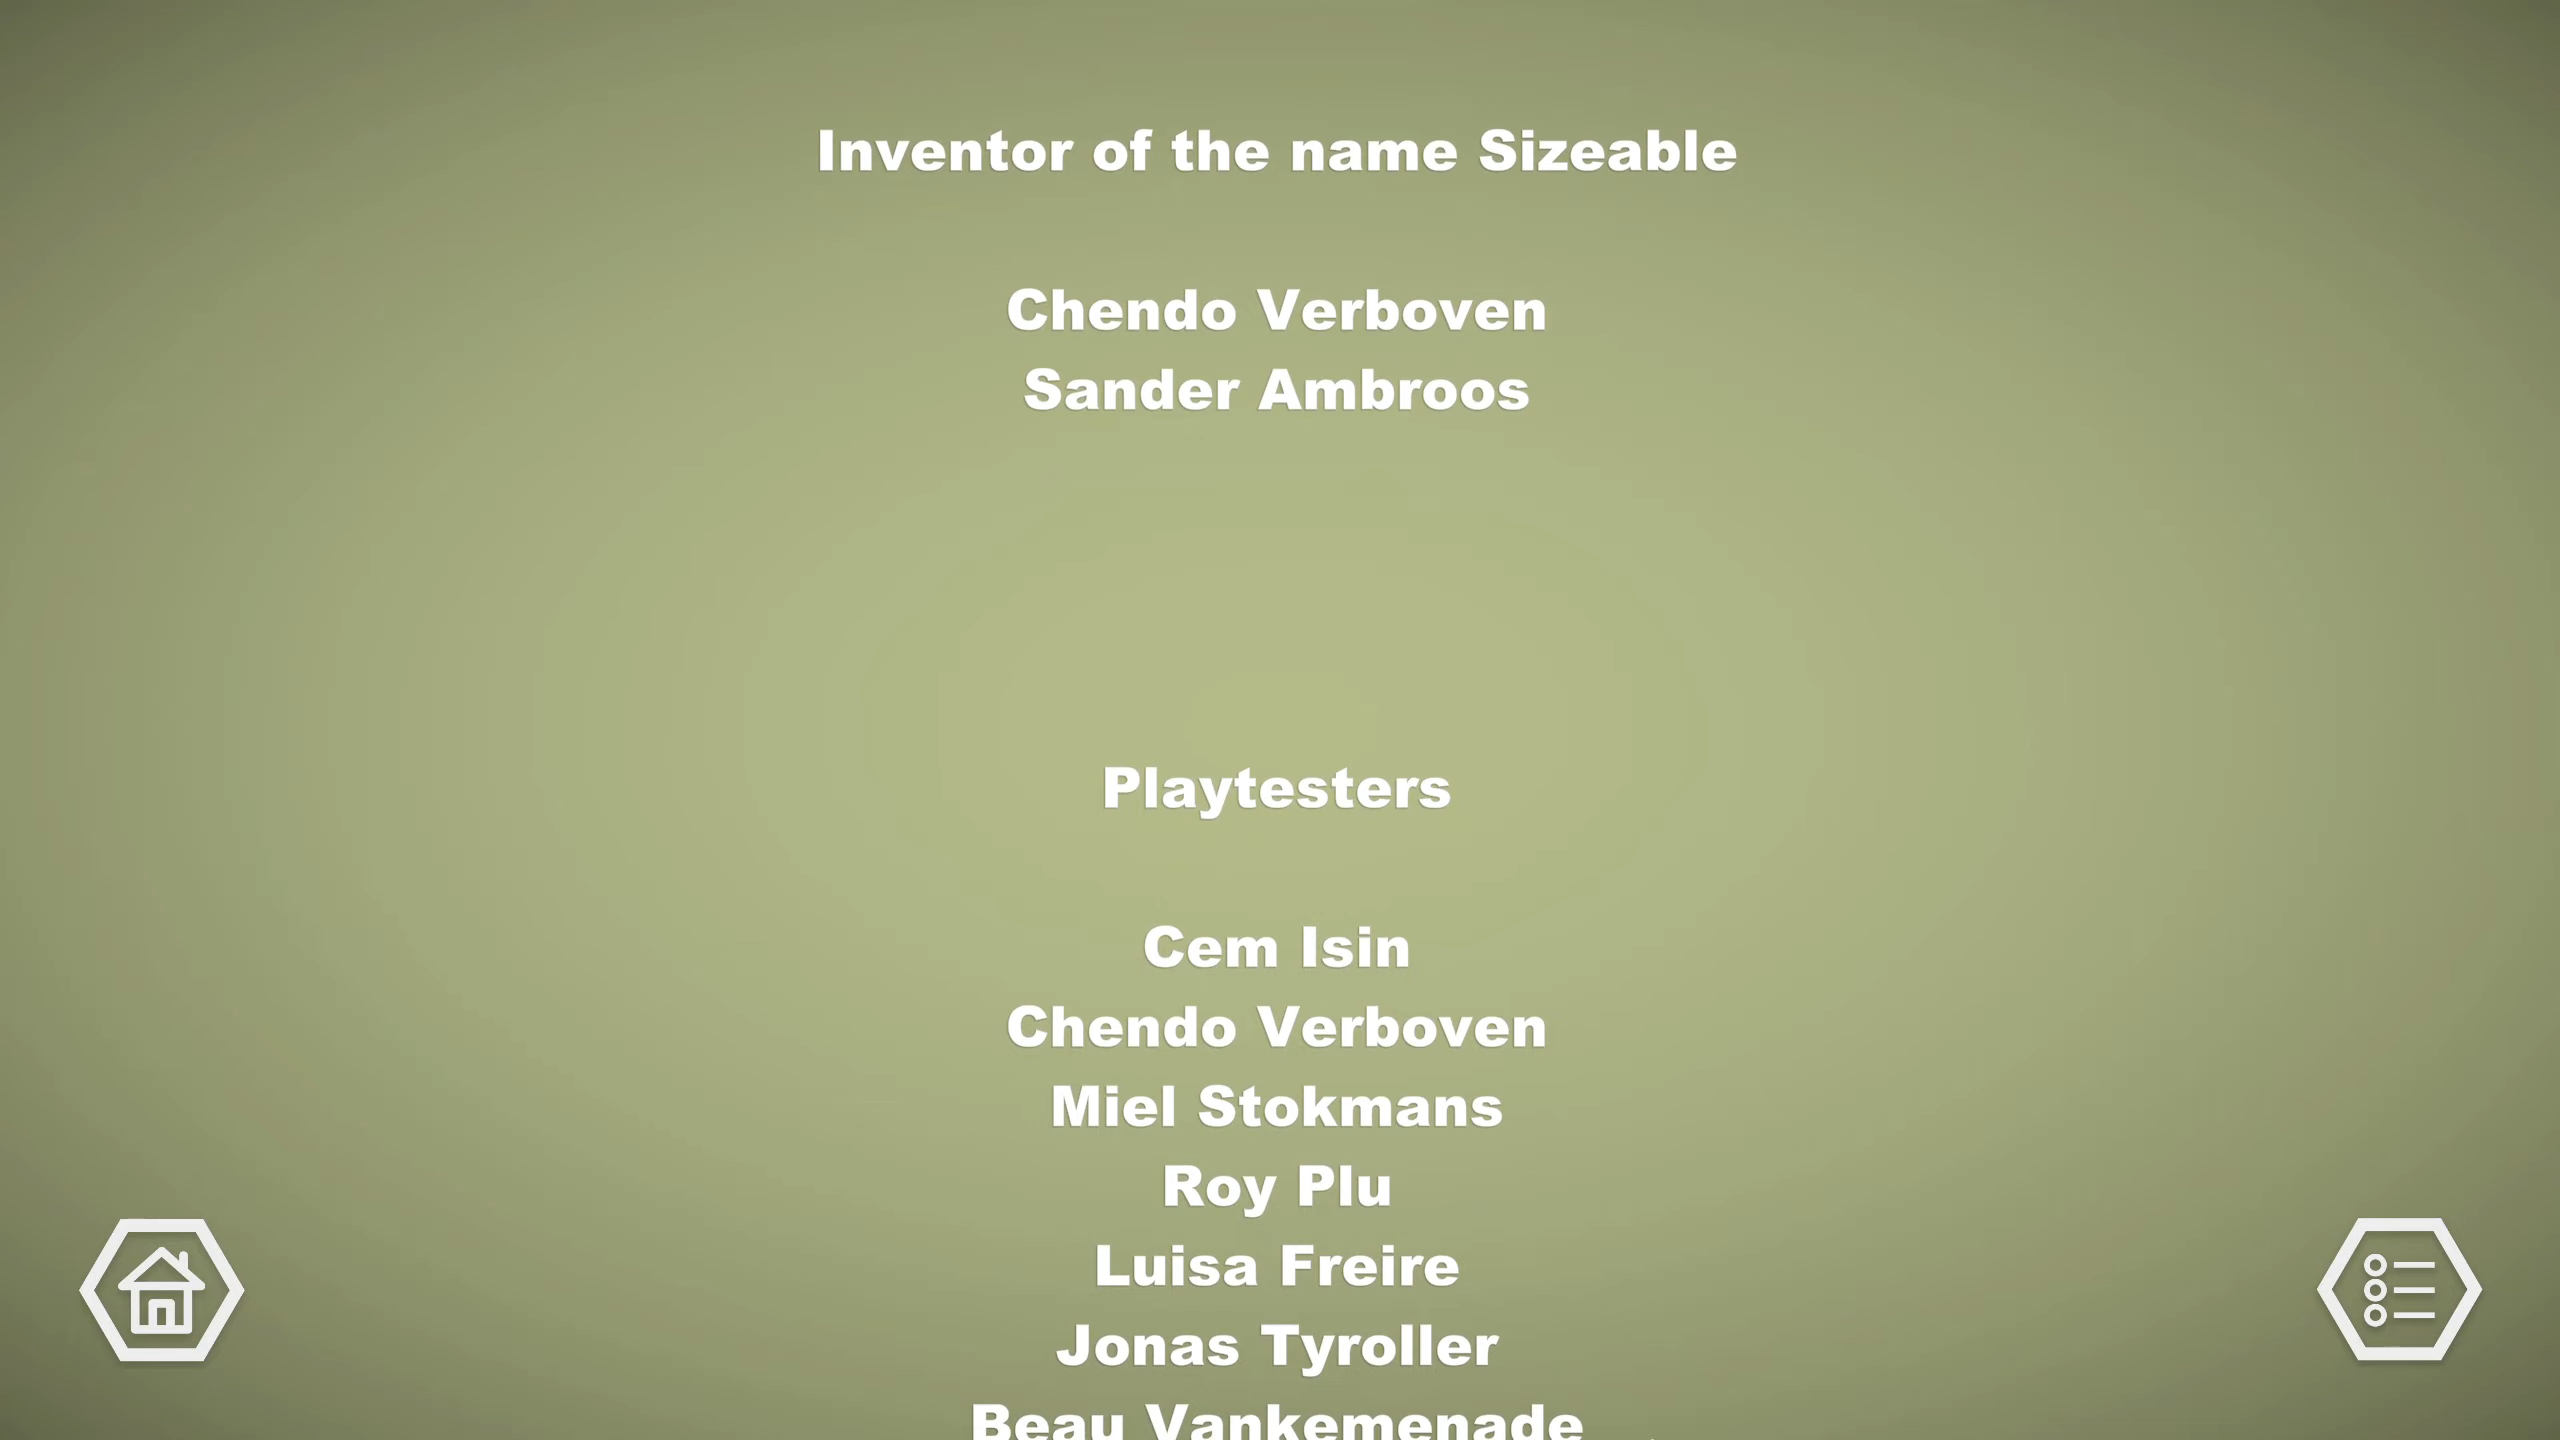 Inventor of the name Sizeable
Chendo Verboven
Sander Ambroos
Playtesters
Cem Isin
Chendo Verboven
Miel Stokmans
Roy Plu
Luisa Freire
Jonas Tyroller
Beau Vankemenade